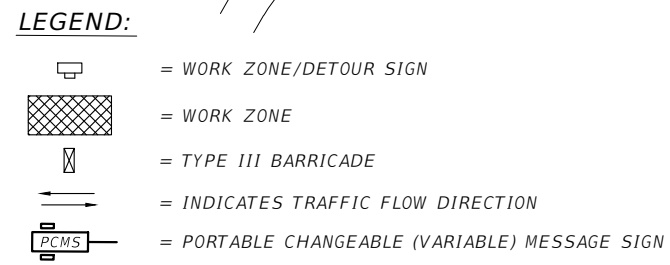 LEGEND:
= WORK ZONE/DETOUR SIGN
= WORK ZONE
= TYPE III BARRICADE
= INDICATES TRAFFIC FLOW DIRECTION
PCMS = PORTABLE CHANGEABLE (VARIABLE) MESSAGE SIGN